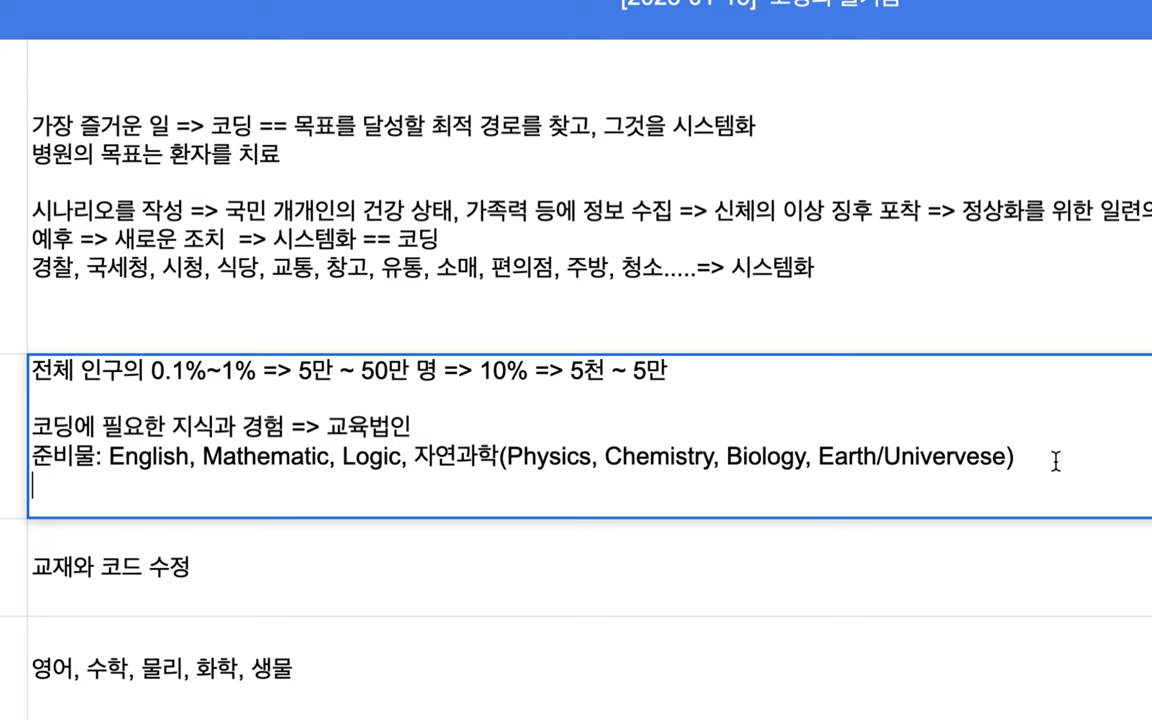 가장 즐거운 일 => 코딩 == 목표를 달성할 최적 경로를 찾고, 그것을 시스템화
병원의 목표는 환자를 치료
시나리오를 작성 => 국민 개개인의 건강 상태, 가족력 등에 정보 수집 => 신체의 이상 징후 포착 => 정상화를 위한
예후 => 새로운 조치 => 시스템화 == 코딩
경찰, 국세청, 시청, 식당, 교통, 창고, 유통, 소매, 편의점, 주방, 청소.....=> 시스템화
전체 인구의 0.1%~1% => 5만 ~ 50만 명 => 10% => 5천 ~ 5만
코딩에 필요한 지식과 경험 => 교육법인
준비물: English, Mathematic, Logic, 자연과학(Physics, Chemistry, Biology, Earth/Univervese)
교재와 코드 수정
영어, 수학, 물리, 화학, 생물